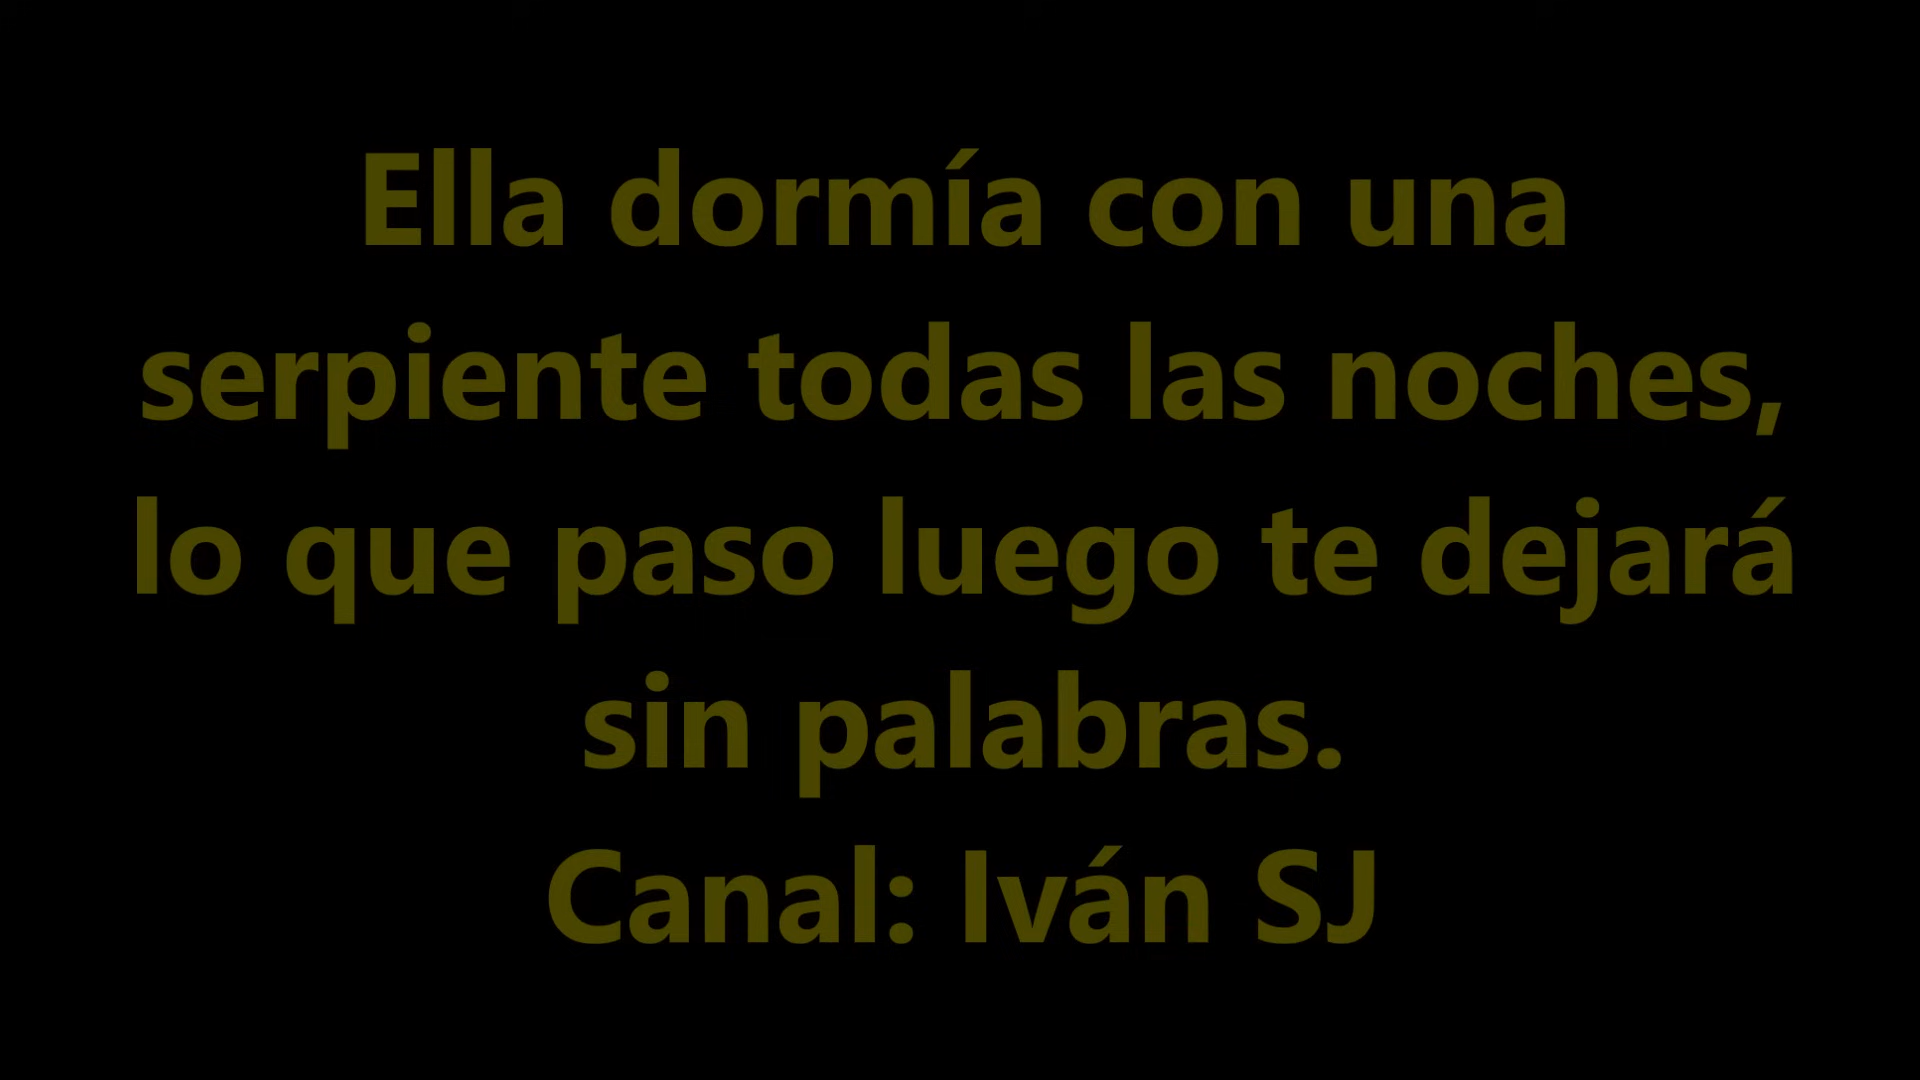 Ella dormía con una
serpiente todas las noches,
lo que paso luego te dejará
sin palabras.
Canal: Iván SJ